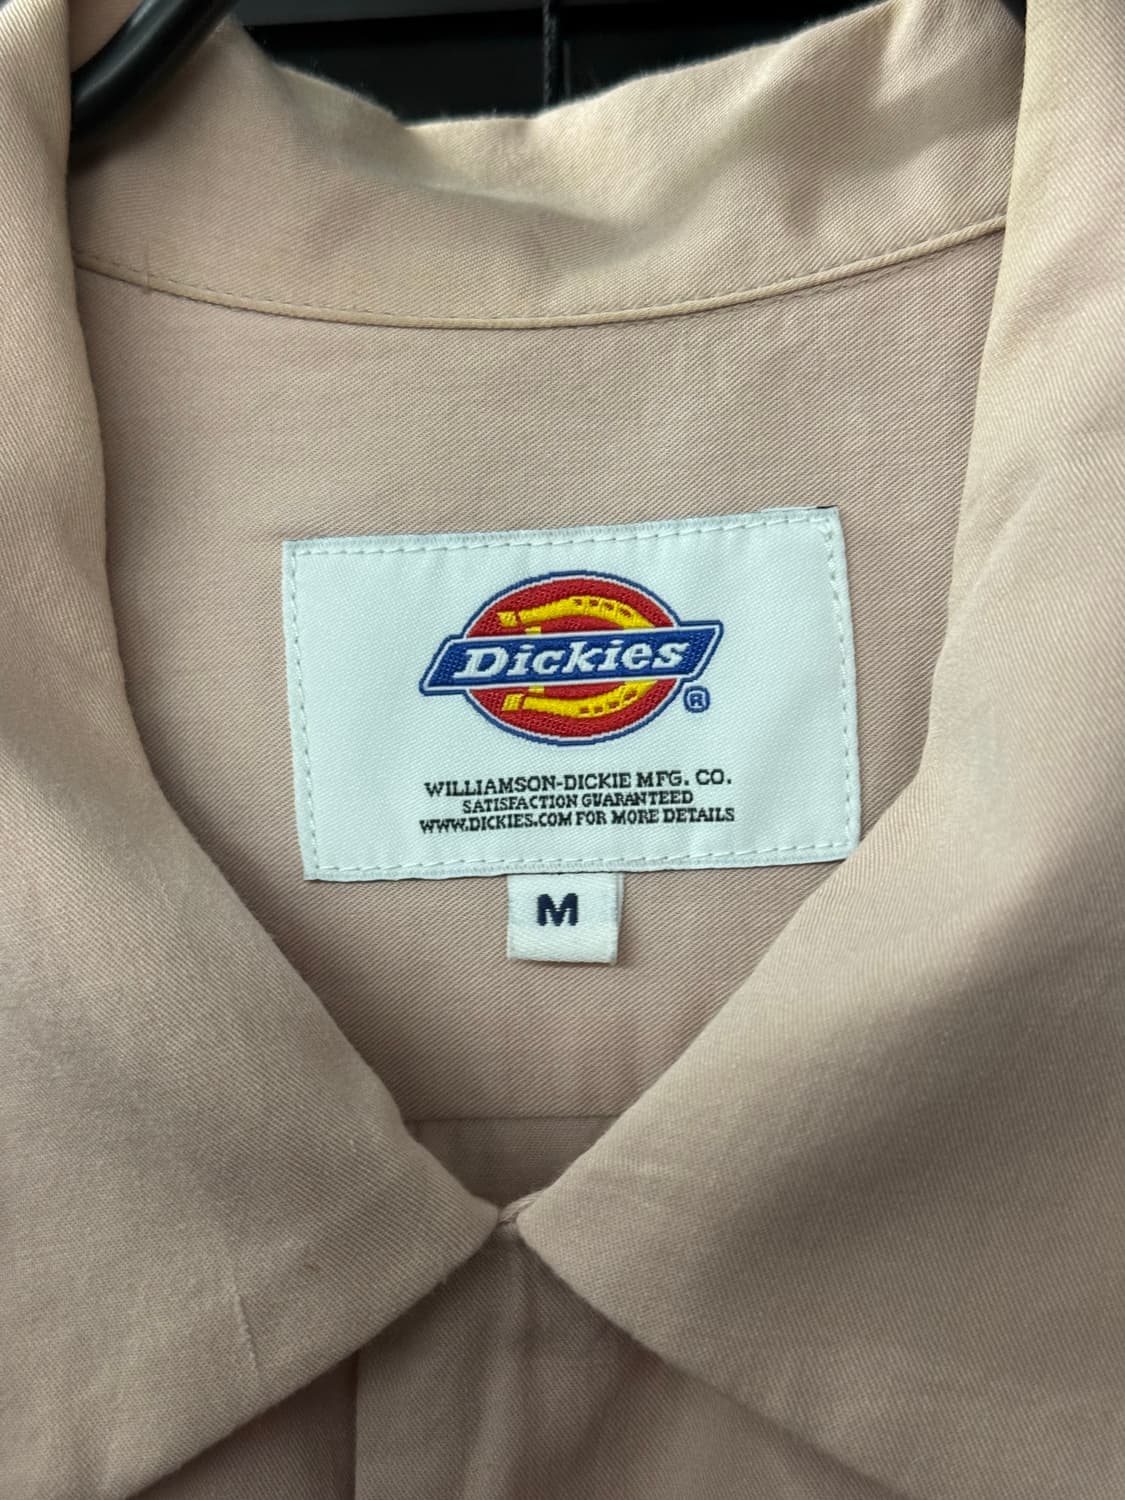 Dickies
®
WILLIAMSON-DICKIE MFG. CO.
SATISFACTION GUARANTEED
WWW.DICKIES.COM FOR MORE DETAILS
M